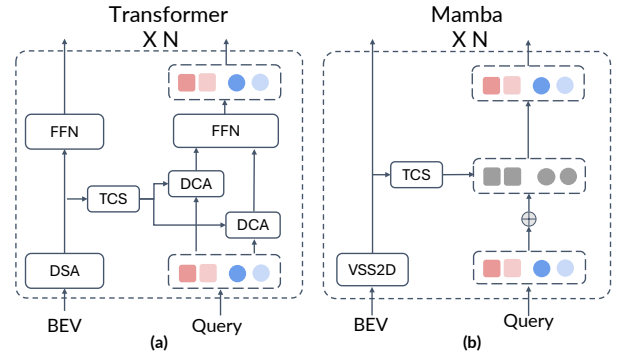 Transformer
X N
FFN
FFN
TCS
DCA
DCA
DSA
BEV
Query
(a)
Mamba
X N
TCS
VSS2D
BEV
Query
(b)